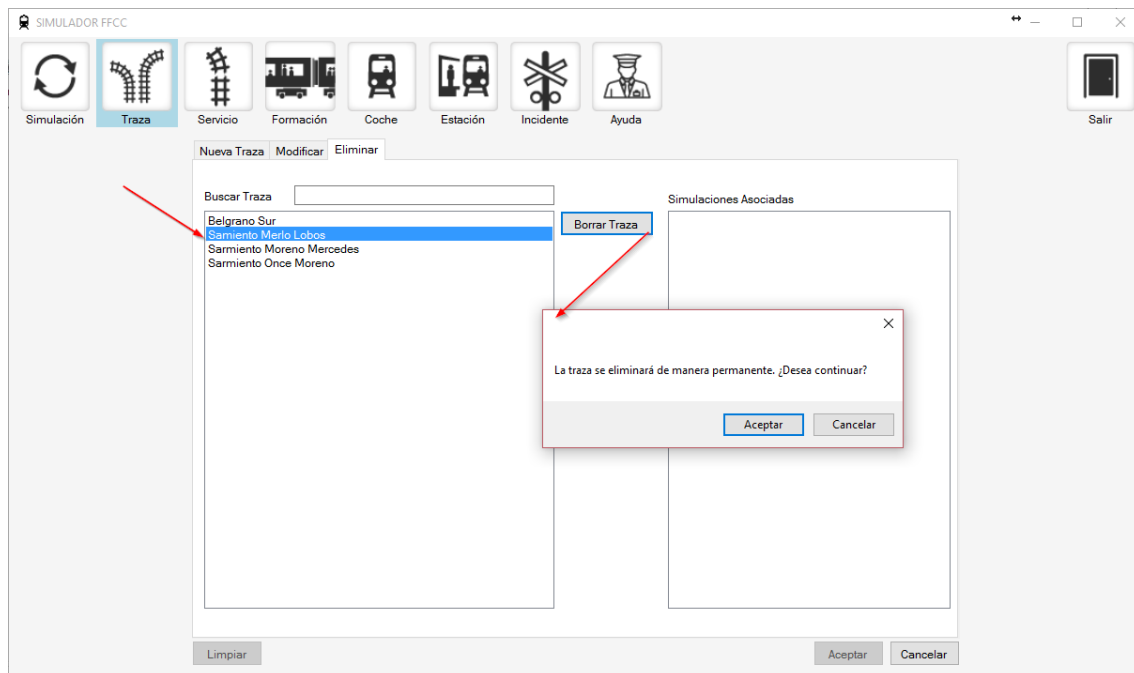 SIMULADOR FFCC
Simulación Traza Servicio Formación Coche Estación Incidente Ayuda Salir
Nueva Traza Modificar Eliminar
Buscar Traza
Simulaciones Asociadas
Belgrano Sur
Borrar Traza
Samiento Merlo Lobos
Sarmiento Moreno Mercedes
Sarmiento Once Moreno
La traza se eliminará de manera permanente. ¿Desea continuar?
Aceptar Cancelar
Limpiar Aceptar Cancelar